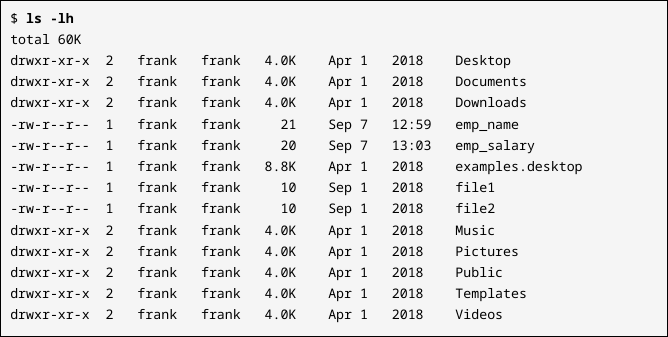 $ ls -lh
total 60K
drwxr-xr-x 2 frank frank 4.0K Apr 1 2018 Desktop
drwxr-xr-x 2 frank frank 4.0K Apr 1 2018 Documents
drwxr-xr-x 2 frank frank 4.0K Apr 1 2018 Downloads
-rw-r--r-- 1 frank frank 21 Sep 7 12:59 emp_name
-rw-r--r-- 1 frank frank 20 Sep 7 13:03 emp_salary
-rw-r--r-- 1 frank frank 8.8K Apr 1 2018 examples.desktop
-rw-r--r-- 1 frank frank 10 Sep 1 2018 file1
-rw-r--r-- 1 frank frank 10 Sep 1 2018 file2
drwxr-xr-x 2 frank frank 4.0K Apr 1 2018 Music
drwxr-xr-x 2 frank frank 4.0K Apr 1 2018 Pictures
drwxr-xr-x 2 frank frank 4.0K Apr 1 2018 Public
drwxr-xr-x 2 frank frank 4.0K Apr 1 2018 Templates
drwxr-xr-x 2 frank frank 4.0K Apr 1 2018 Videos